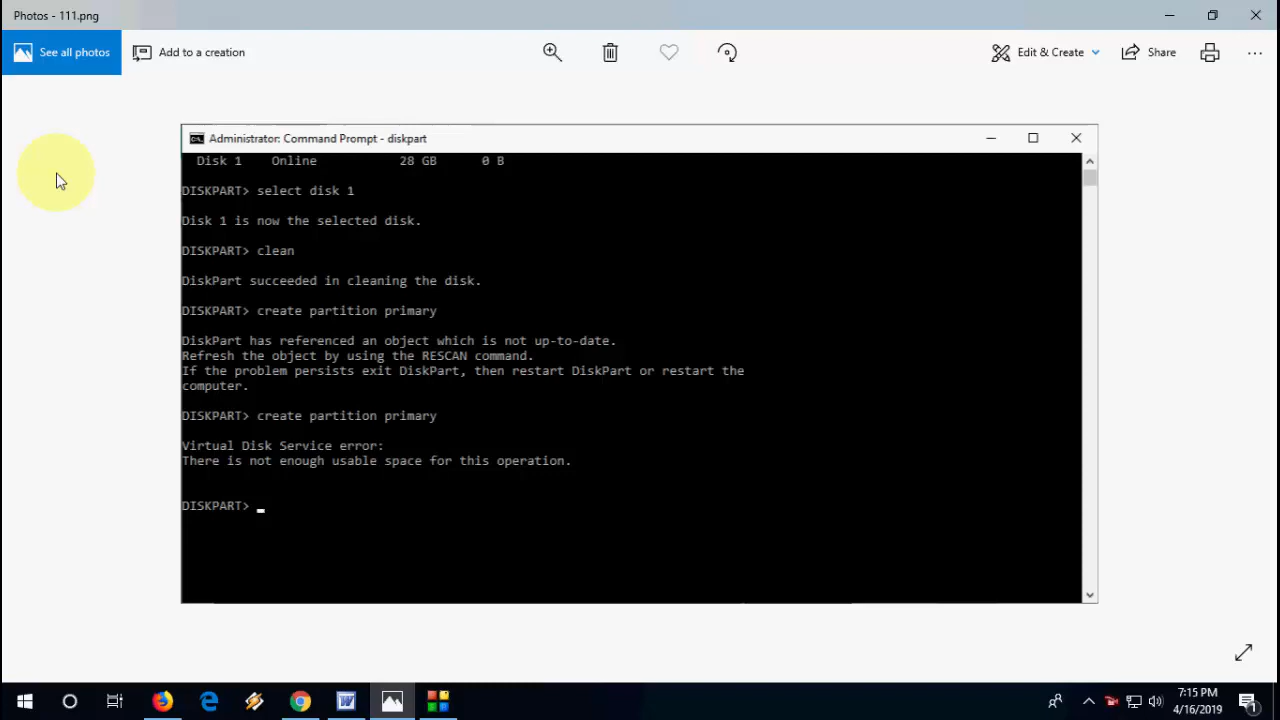 Photos - 111.png
See all photos
Add to a creation
Edit & Create
Share
Administrator: Command Prompt - diskpart
Disk 1 Online 28 GB 0 B
DISKPART> select disk 1
Disk 1 is now the selected disk.
DISKPART> clean
DiskPart succeeded in cleaning the disk.
DISKPART> create partition primary
DiskPart has referenced an object which is not up-to-date.
Refresh the object by using the RESCAN command.
If the problem persists exit DiskPart, then restart DiskPart or restart the
computer.
DISKPART> create partition primary
Virtual Disk Service error:
There is not enough usable space for this operation.
DISKPART>
7:15 PM
4/16/2019
1